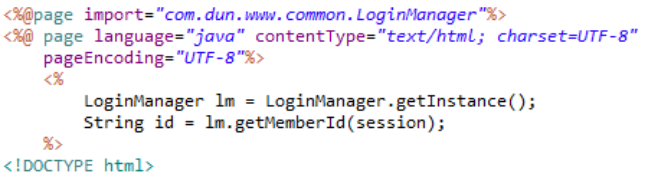 <%@page import="com.dun.www.common.LoginManager"%>
<%@ page language="java" contentType="text/html; charset=UTF-8"
    pageEncoding="UTF-8"%>
    <%
        LoginManager lm = LoginManager.getInstance();
        String id = lm.getMemberId(session);
    %>
<!DOCTYPE html>